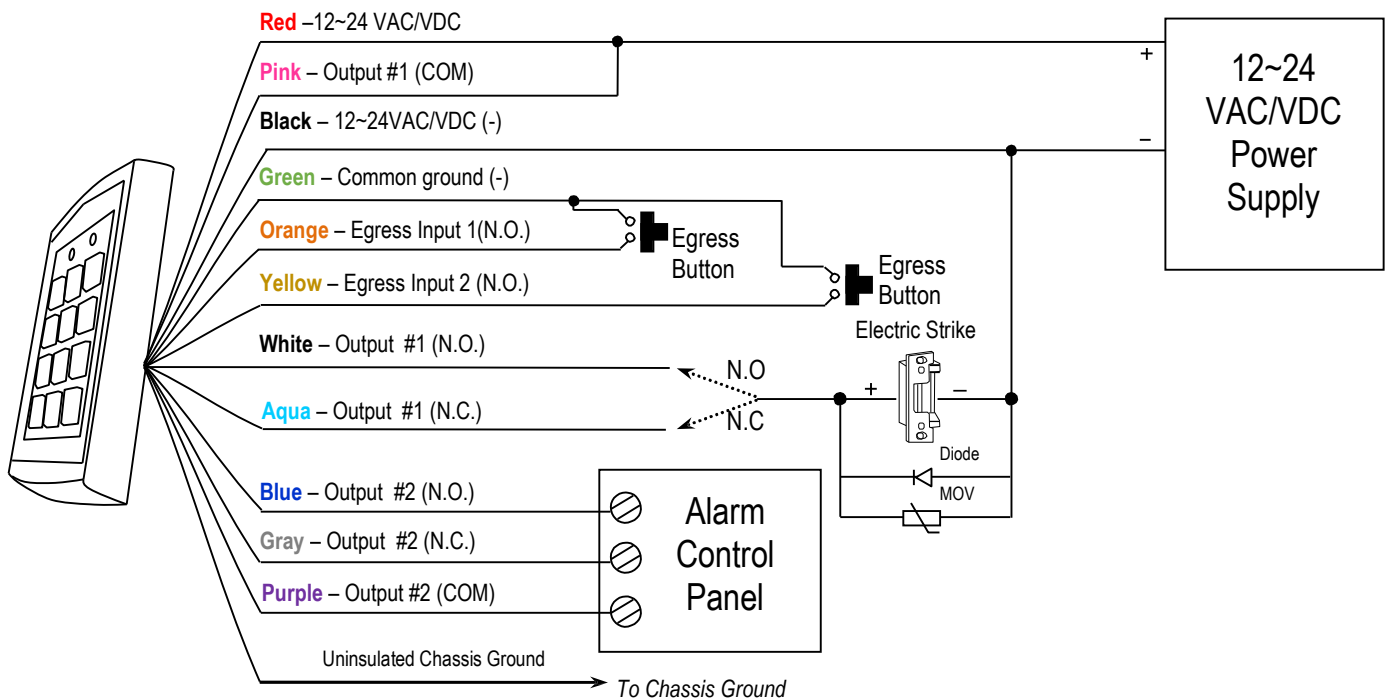 Red –12~24 VAC/VDC
Pink – Output #1 (COM)
Black – 12~24VAC/VDC (-)
Green – Common ground (-)
Orange – Egress Input 1(N.O.)
Yellow – Egress Input 2 (N.O.)
White – Output #1 (N.O.)
Aqua – Output #1 (N.C.)
Blue – Output #2 (N.O.)
Gray – Output #2 (N.C.)
Purple – Output #2 (COM)
Uninsulated Chassis Ground
To Chassis Ground
Egress
Button
Egress
Button
Electric Strike
N.O
N.C
+
–
Diode
MOV
Alarm
Control
Panel
+
–
12~24
VAC/VDC
Power
Supply